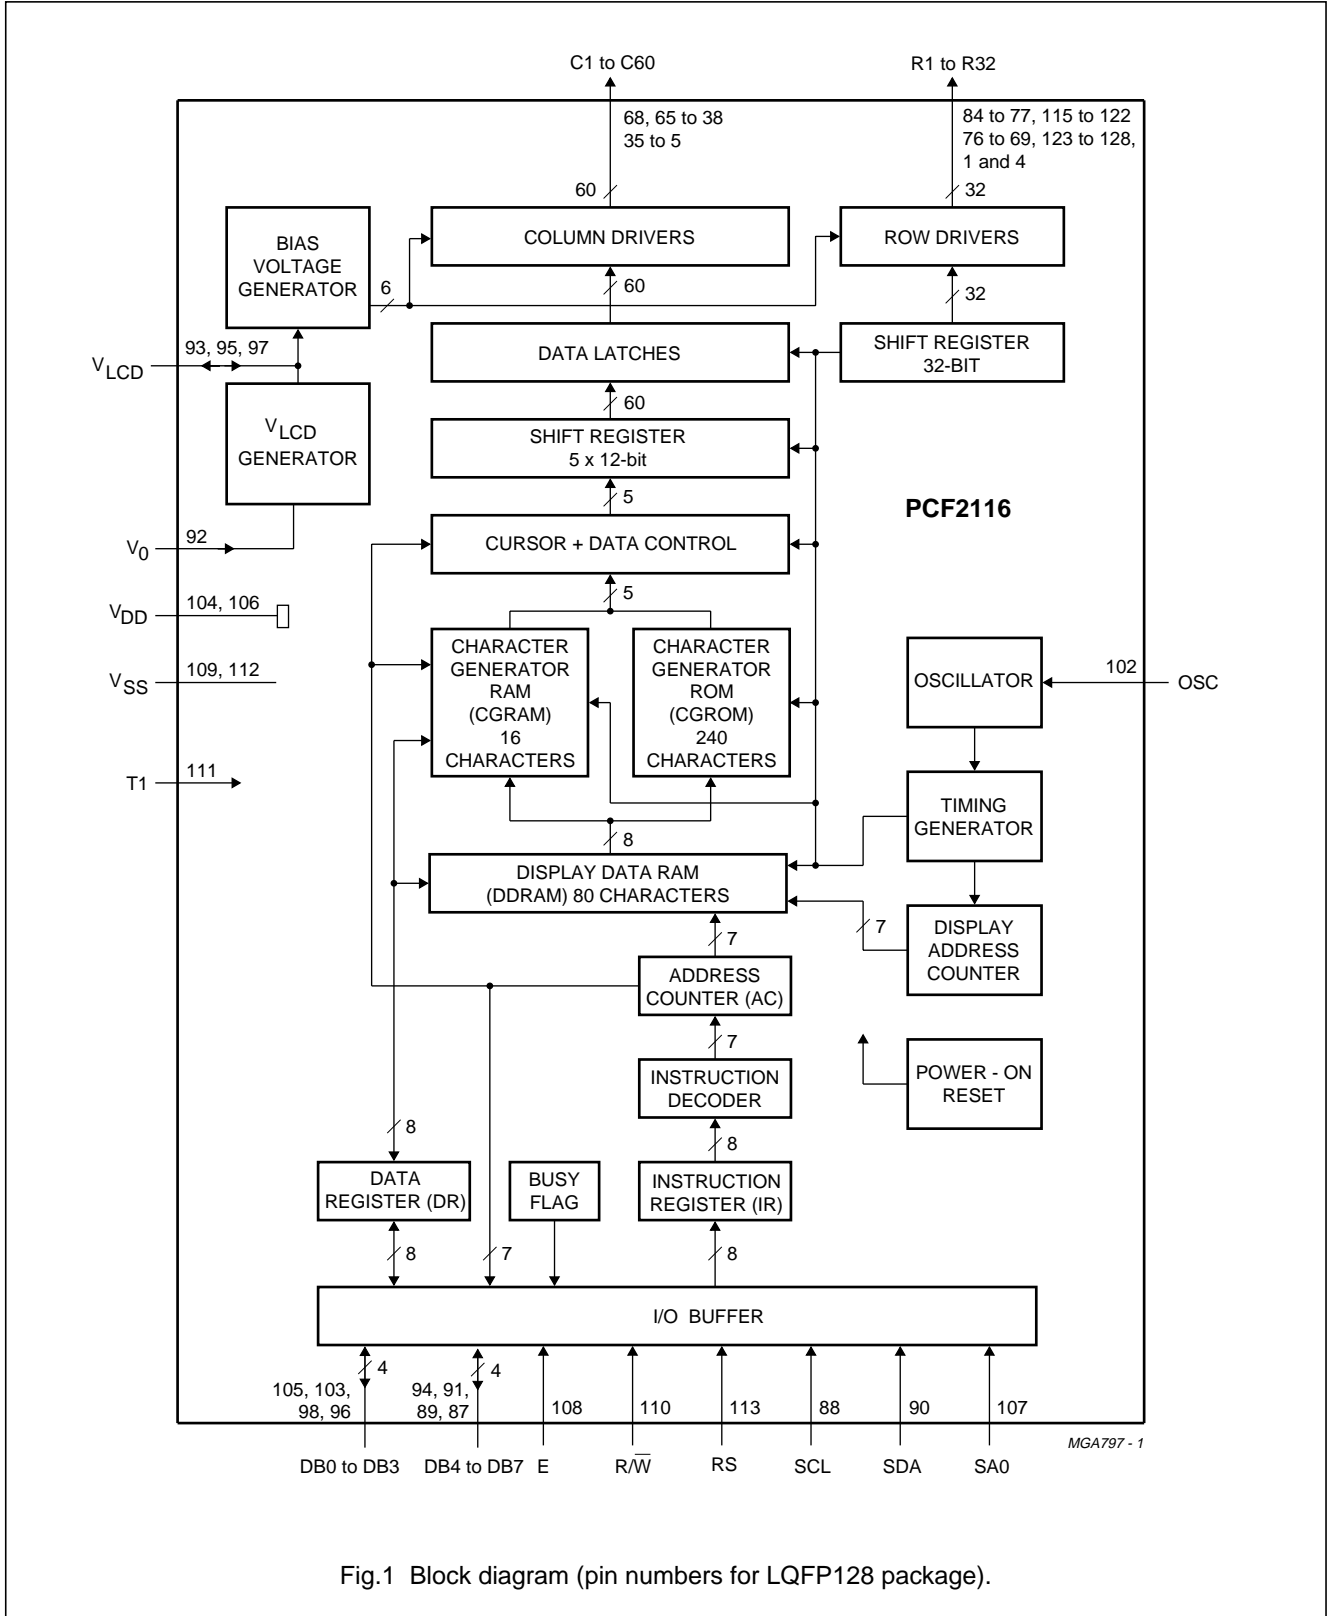 C1 to C60
R1 to R32
68, 65 to 38
35 to 5
84 to 77, 115 to 122
76 to 69, 123 to 128,
1 and 4
60
32
BIAS
VOLTAGE
GENERATOR
COLUMN DRIVERS
ROW DRIVERS
6
60
32
93, 95, 97
VLCD
DATA LATCHES
SHIFT REGISTER
32-BIT
60
VLCD
GENERATOR
SHIFT REGISTER
5 x 12-bit
5
PCF2116
V0
92
CURSOR + DATA CONTROL
5
VDD
104, 106
VSS
109, 112
T1
111
CHARACTER
GENERATOR
RAM
(CGRAM)
16
CHARACTERS
CHARACTER
GENERATOR
ROM
(CGROM)
240
CHARACTERS
OSCILLATOR
102
OSC
TIMING
GENERATOR
8
DISPLAY DATA RAM
(DDRAM) 80 CHARACTERS
7
DISPLAY
ADDRESS
COUNTER
7
ADDRESS
COUNTER (AC)
7
INSTRUCTION
DECODER
POWER - ON
RESET
8
8
DATA
REGISTER (DR)
BUSY
FLAG
INSTRUCTION
REGISTER (IR)
8
7
8
I/O BUFFER
4
4
105, 103,
98, 96
94, 91,
89, 87
108
110
113
88
90
107
MGA797 - 1
DB0 to DB3
DB4 to DB7
E
R/W̅
RS
SCL
SDA
SA0
Fig.1 Block diagram (pin numbers for LQFP128 package).